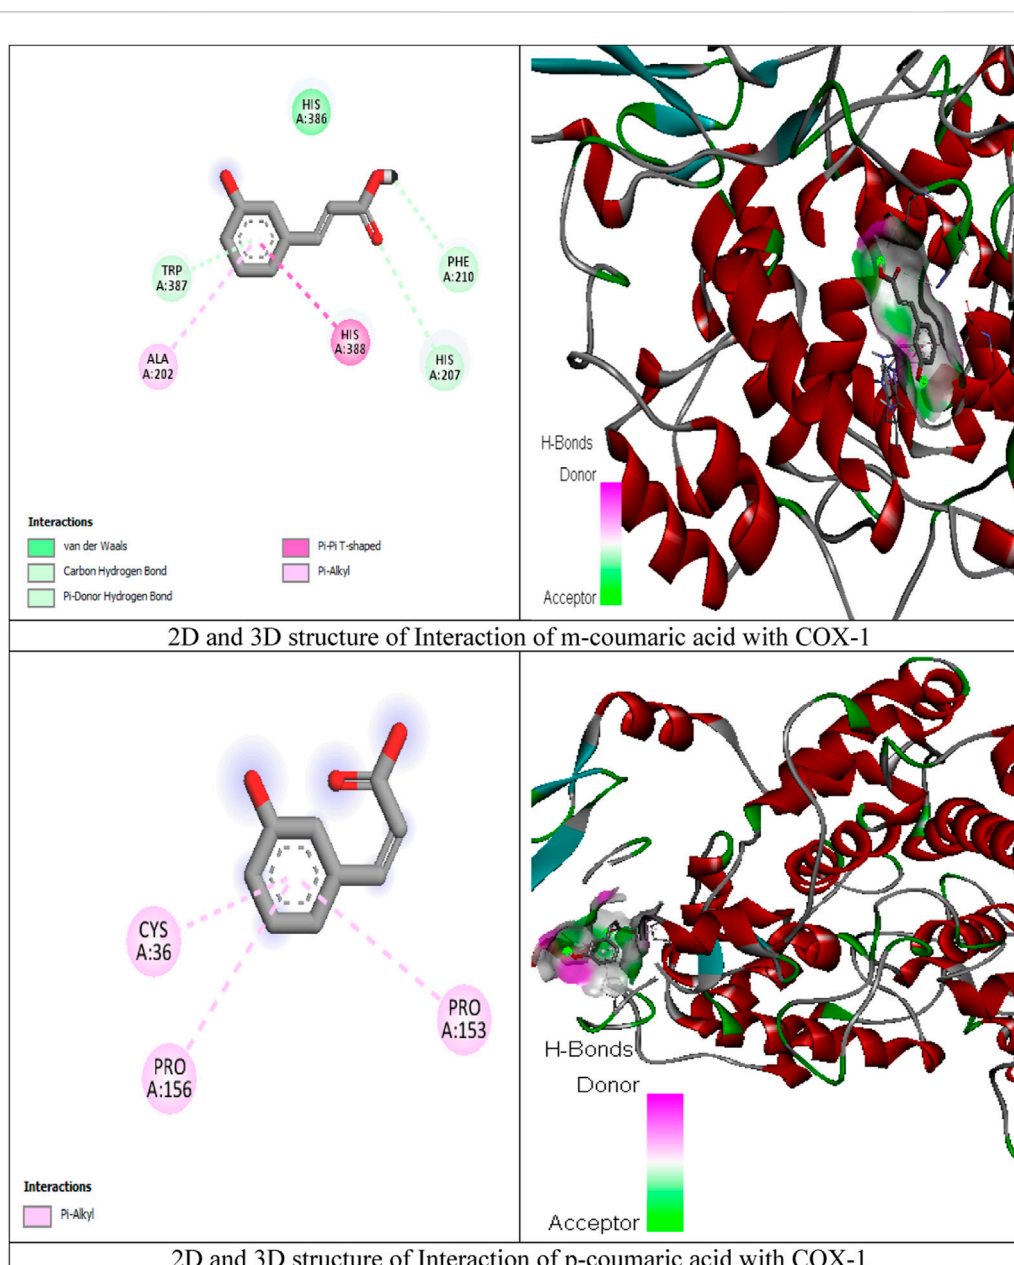 HIS
A:386
TRP
A:387
PHE
A:210
ALA
A:202
HIS
A:388
HIS
A:207
Interactions
van der Waals
Carbon Hydrogen Bond
Pi-Donor Hydrogen Bond
Pi-Pi T-shaped
Pi-Alkyl
H-Bonds
Donor
Acceptor
2D and 3D structure of Interaction of m-coumaric acid with COX-1
CYS
A:36
PRO
A:153
PRO
A:156
Interactions
Pi-Alkyl
H-Bonds
Donor
Acceptor
2D and 3D structure of Interaction of p-coumaric acid with COX-1